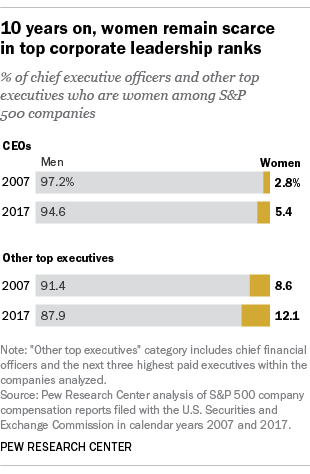 10 years on, women remain scarce
in top corporate leadership ranks
% of chief executive officers and other top
executives who are women among S&P
500 companies
CEOs
Men Women
2007 97.2% 2.8%
2017 94.6 5.4
Other top executives
2007 91.4 8.6
2017 87.9 12.1
Note: "Other top executives" category includes chief financial
officers and the next three highest paid executives within the
companies analyzed.
Source: Pew Research Center analysis of S&P 500 company
compensation reports filed with the U.S. Securities and
Exchange Commission in calendar years 2007 and 2017.
PEW RESEARCH CENTER